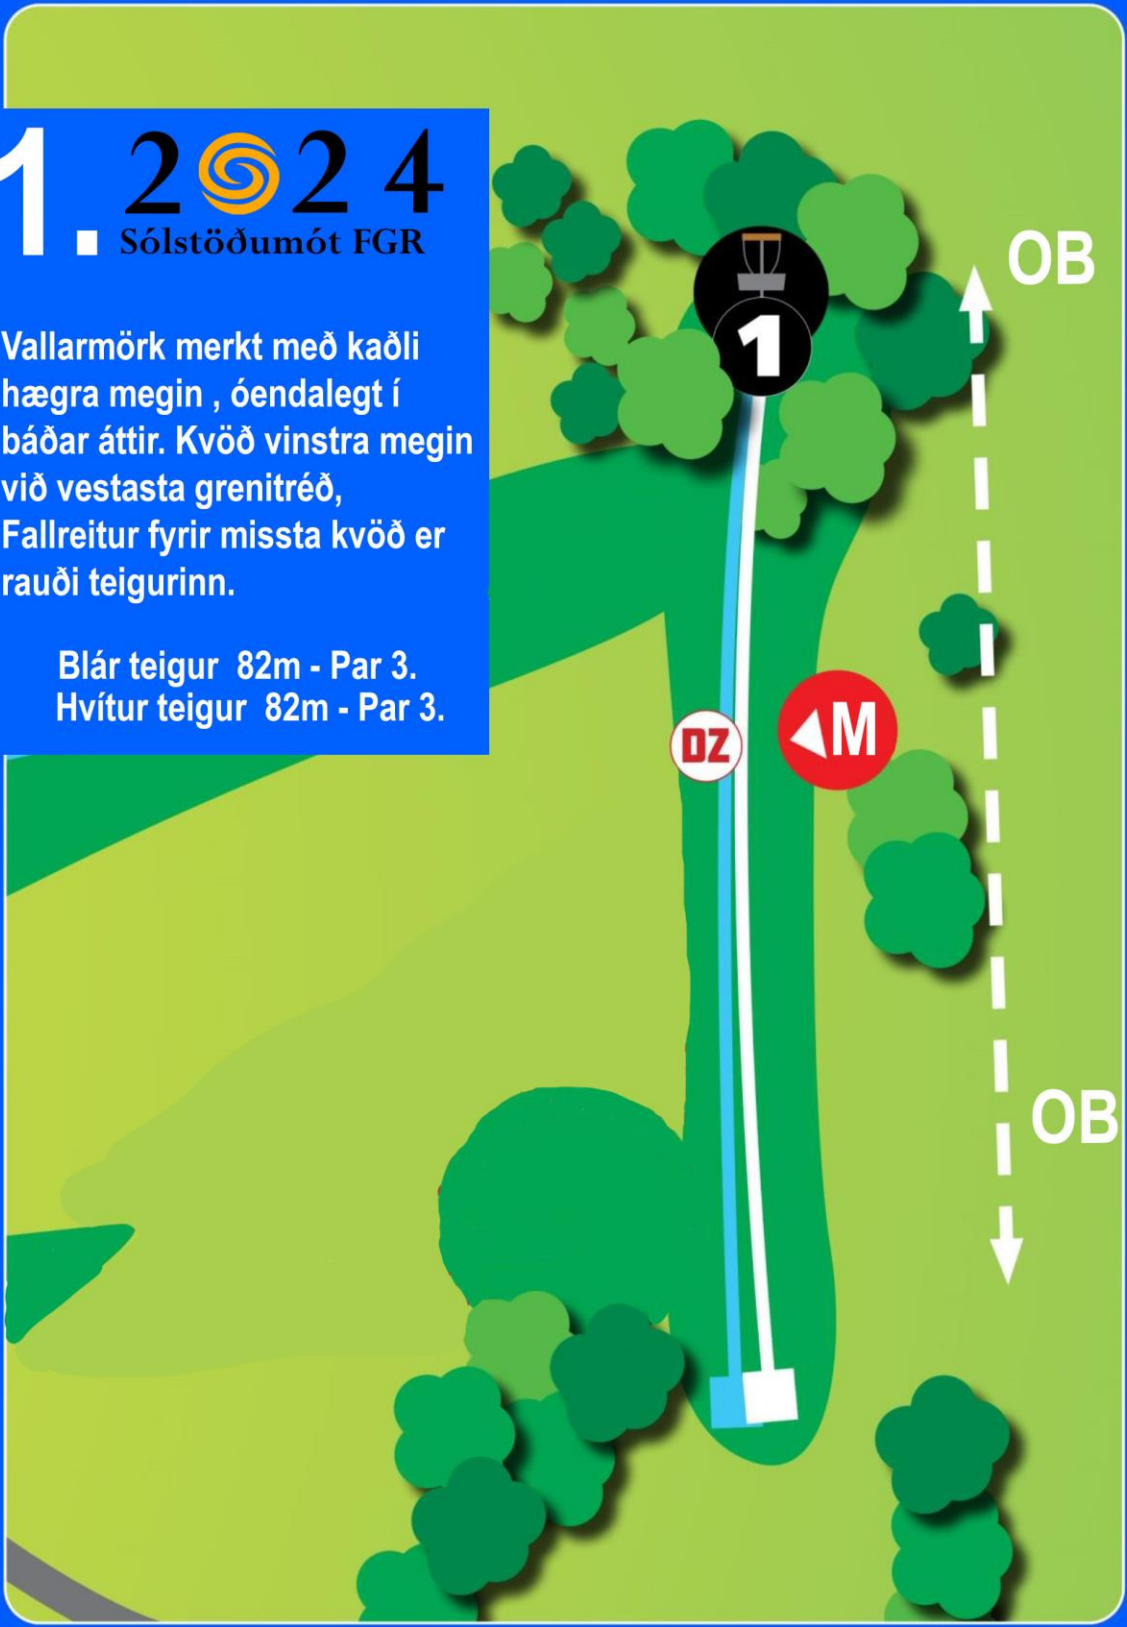 1.
2024
Sólstöðumót FGR
Vallarmörk merkt með kaðli
hægra megin , óendalegt í
báðar áttir. Kvöð vinstra megin
við vestasta grenitréð,
Fallreitur fyrir missta kvöð er
rauði teigurinn.
Blár teigur 82m - Par 3.
Hvítur teigur 82m - Par 3.
OB
1
DZ
M
OB